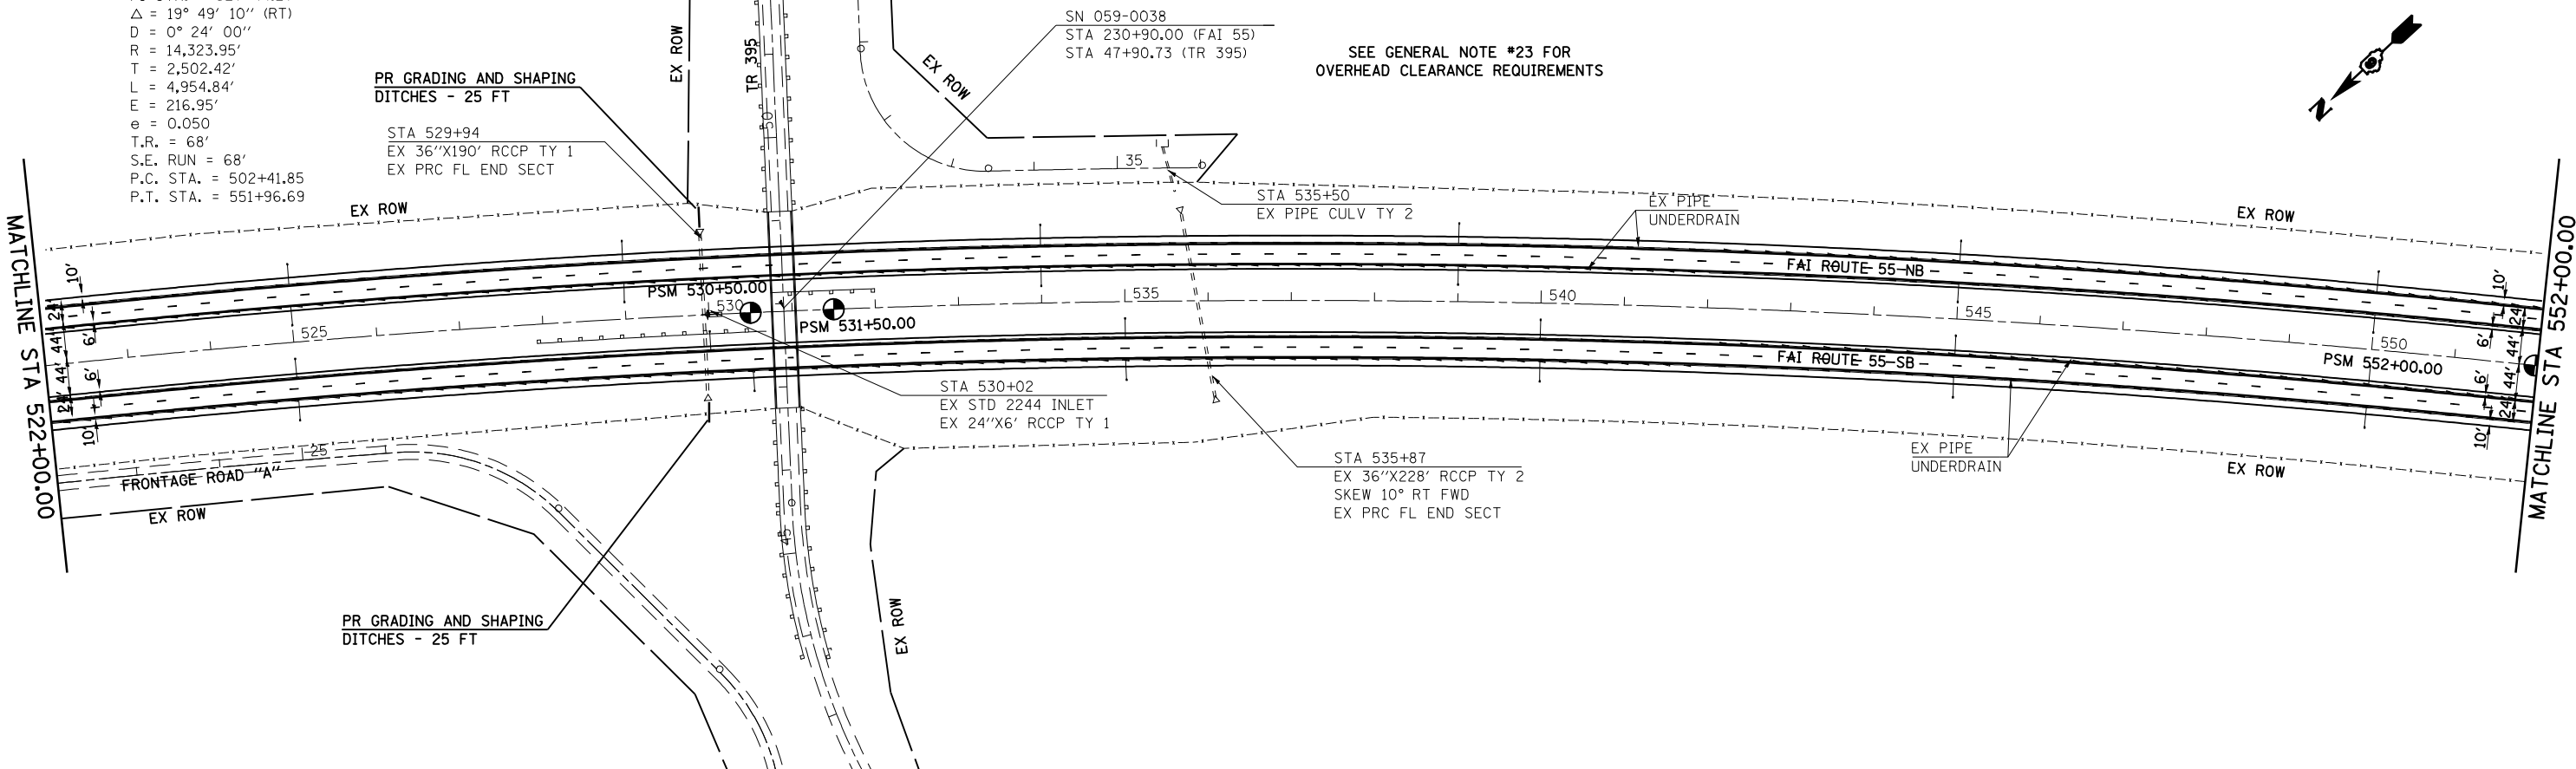 Δ = 19° 49' 10" (RT)
D = 0° 24' 00"
R = 14,323.95'
T = 2,502.42'
L = 4,954.84'
E = 216.95'
e = 0.050
T.R. = 68'
S.E. RUN = 68'
P.C. STA. = 502+41.85
P.T. STA. = 551+96.69
PR GRADING AND SHAPING
DITCHES - 25 FT
STA 529+94
EX 36"X190' RCCP TY 1
EX PRC FL END SECT
EX ROW
TR 395
50
EX ROW
SN 059-0038
STA 230+90.00 (FAI 55)
STA 47+90.73 (TR 395)
SEE GENERAL NOTE #23 FOR
OVERHEAD CLEARANCE REQUIREMENTS
N
35
STA 535+50
EX PIPE CULV TY 2
EX PIPE
UNDERDRAIN
EX ROW
EX ROW
MATCHLINE STA 522+00.00
10'
24'
6'
44'
44'
6'
24'
10'
525
PSM 530+50.00
530
PSM 531+50.00
535
540
545
550
FAI ROUTE 55 NB
FAI ROUTE 55 SB
PSM 552+00.00
10'
24'
6'
44'
44'
6'
24'
10'
MATCHLINE STA 552+00.00
STA 530+02
EX STD 2244 INLET
EX 24"X6' RCCP TY 1
STA 535+87
EX 36"X228' RCCP TY 2
SKEW 10° RT FWD
EX PRC FL END SECT
EX PIPE
UNDERDRAIN
EX ROW
25
FRONTAGE ROAD "A"
EX ROW
45
EX ROW
PR GRADING AND SHAPING
DITCHES - 25 FT